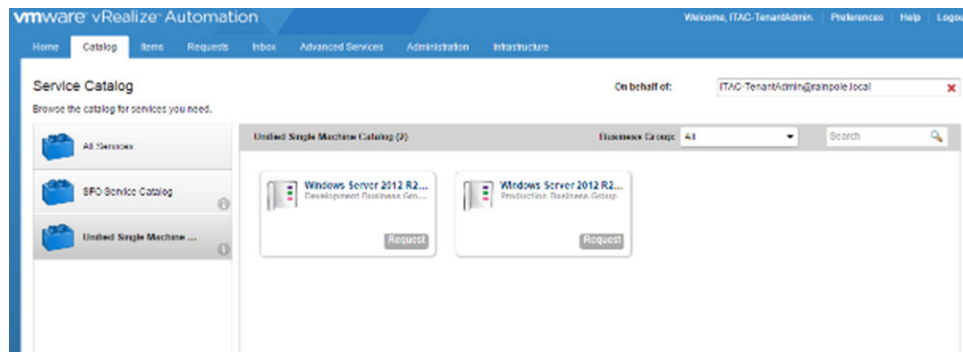 vmware vRealize Automation
Welcome, ITAC-TenantAdmin. Preferences Help Logou
Home Catalog Items Requests Inbox Advanced Services Administration Infrastructure
Service Catalog
On behalf of: ITAC-TenantAdmin@rainpole.local
Browse the catalog for services you need.
All Services
Unified Single Machine Catalog (2)
Business Group: All
Search
SFO Service Catalog
Unified Single Machine ...
Windows Server 2012 R2...
Development Business Gro...
Request
Windows Server 2012 R2...
Production Business Group
Request